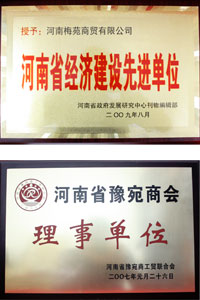 授予：河南梅苑商贸有限公司
河南省经济建设先进单位
河南省政府发展研究中心刊物编辑部
二〇〇九年八月
河南省豫宛商会
理事单位
河南省豫宛商工贸联合会
二〇〇七年元月二十六日